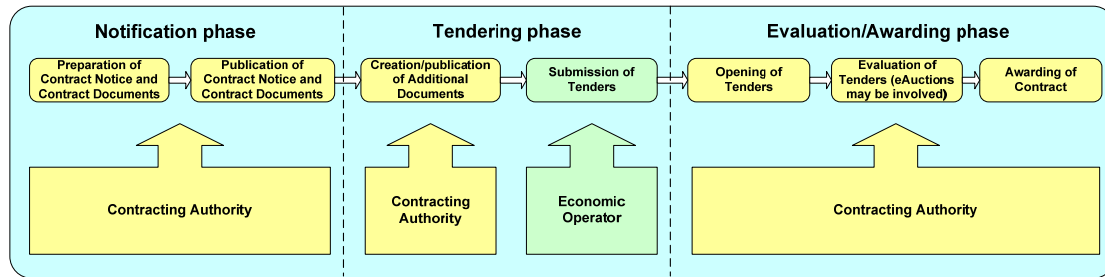 Notification phase
Tendering phase
Evaluation/Awarding phase
Preparation of
Contract Notice and
Contract Documents
Publication of
Contract Notice and
Contract Documents
Creation/publication
of Additional
Documents
Submission of
Tenders
Opening of
Tenders
Evaluation of
Tenders (eAuctions
may be involved)
Awarding of
Contract
Contracting Authority
Contracting
Authority
Economic
Operator
Contracting Authority